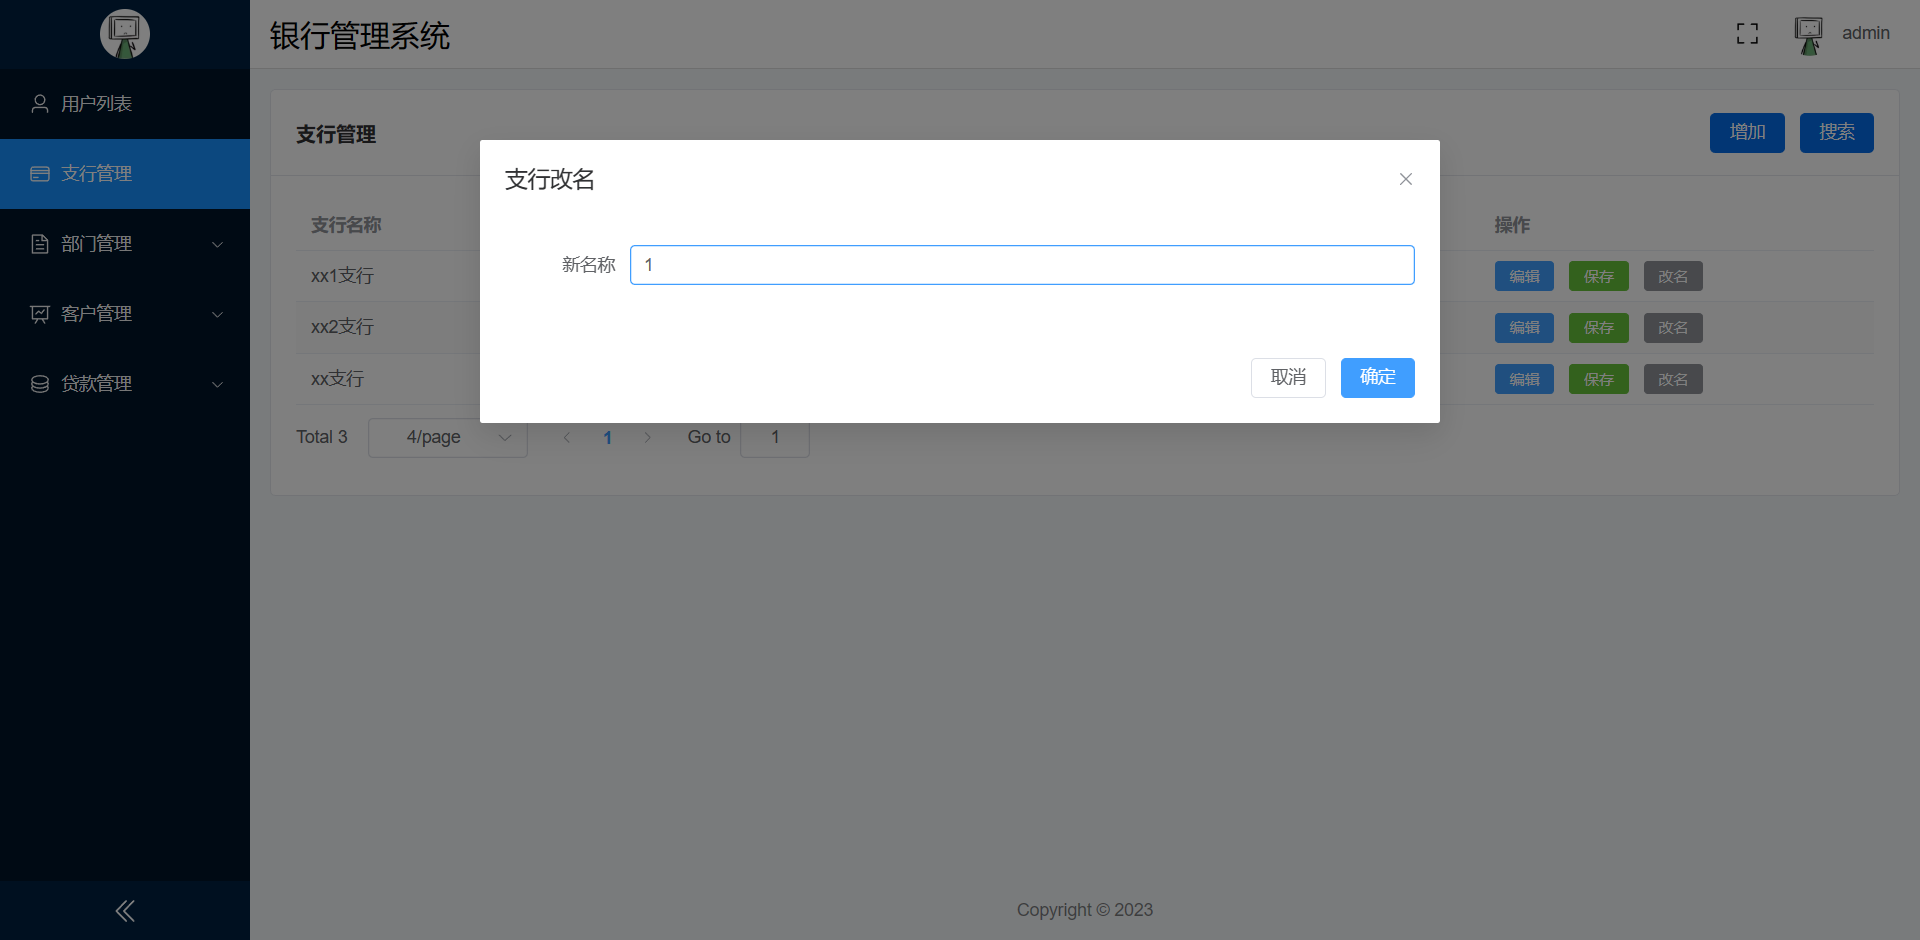 银行管理系统
admin
用户列表
支行管理
部门管理
客户管理
贷款管理
支行管理
增加 搜索
支行改名
新名称 1
取消 确定
支行名称 操作
xx1支行 编辑 保存 改名
xx2支行 编辑 保存 改名
xx支行 编辑 保存 改名
Total 3 4/page 1 Go to 1
Copyright © 2023